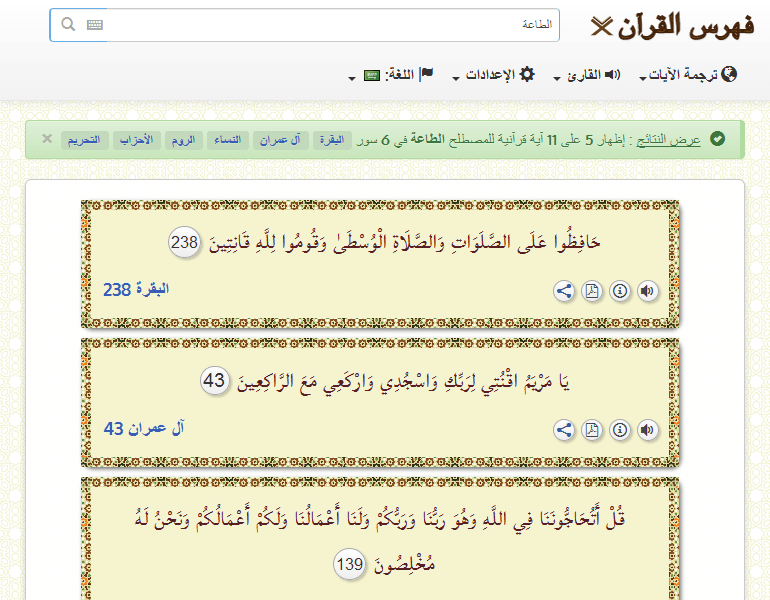 فهرس القرآن
الطاعة
ترجمة الآيات
القارئ
الإعدادات
اللغة:
عرض النتائج : إظهار 5 على 11 آية قرآنية للمصطلح الطاعة في 6 سور البقرة آل عمران النساء الروم الأحزاب التحريم ×
حَافِظُوا عَلَى الصَّلَوَاتِ وَالصَّلَاةِ الْوُسْطَىٰ وَقُومُوا لِلَّهِ قَانِتِينَ 238
البقرة 238
يَا مَرْيَمُ اقْنُتِي لِرَبِّكِ وَاسْجُدِي وَارْكَعِي مَعَ الرَّاكِعِينَ 43
آل عمران 43
قُلْ أَتُحَاجُّونَنَا فِي اللَّهِ وَهُوَ رَبُّنَا وَرَبُّكُمْ وَلَنَا أَعْمَالُنَا وَلَكُمْ أَعْمَالُكُمْ وَنَحْنُ لَهُ
مُخْلِصُونَ 139